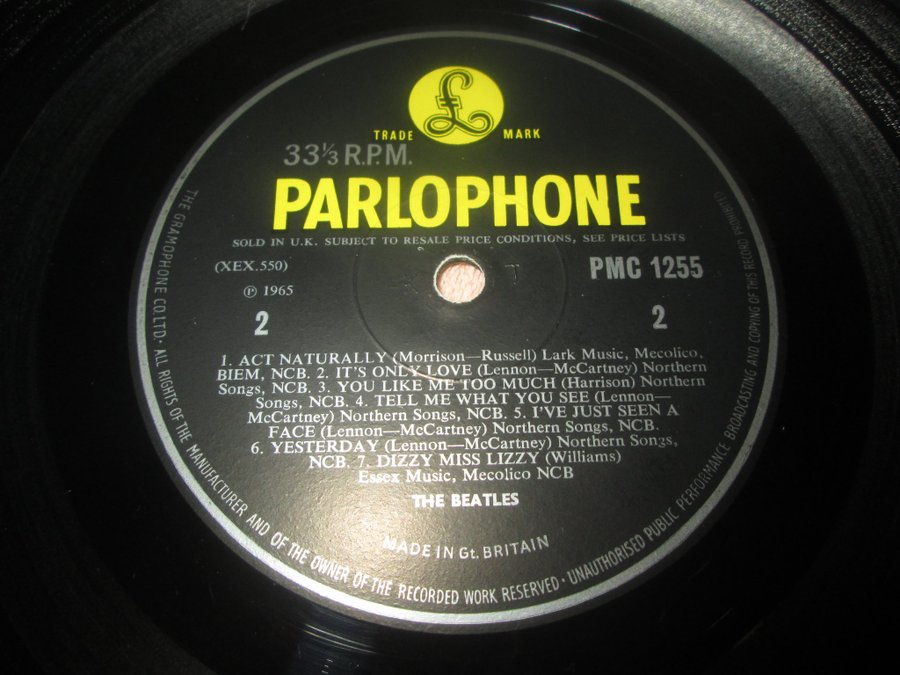 £
TRADE MARK
33⅓ R.P.M.
PARLOPHONE
SOLD IN U.K. SUBJECT TO RESALE PRICE CONDITIONS, SEE PRICE LISTS
(XEX.550)
PMC 1255
Ⓟ 1965
2
2
1. ACT NATURALLY (Morrison—Russell) Lark Music, Mecolico,
BIEM, NCB. 2. IT'S ONLY LOVE (Lennon—McCartney) Northern
Songs, NCB. 3. YOU LIKE ME TOO MUCH (Harrison) Northern
Songs, NCB. 4. TELL ME WHAT YOU SEE (Lennon—
McCartney) Northern Songs, NCB. 5. I'VE JUST SEEN A
FACE (Lennon—McCartney) Northern Songs, NCB.
6. YESTERDAY (Lennon—McCartney) Northern Songs,
NCB. 7. DIZZY MISS LIZZY (Williams)
Essex Music, Mecolico NCB
THE BEATLES
MADE IN Gt. BRITAIN
THE GRAMOPHONE CO. LTD. · ALL RIGHTS OF THE MANUFACTURER AND OF THE OWNER OF THE RECORDED WORK RESERVED · UNAUTHORISED PUBLIC PERFORMANCE BROADCASTING AND COPYING OF THIS RECORD PROHIBITED